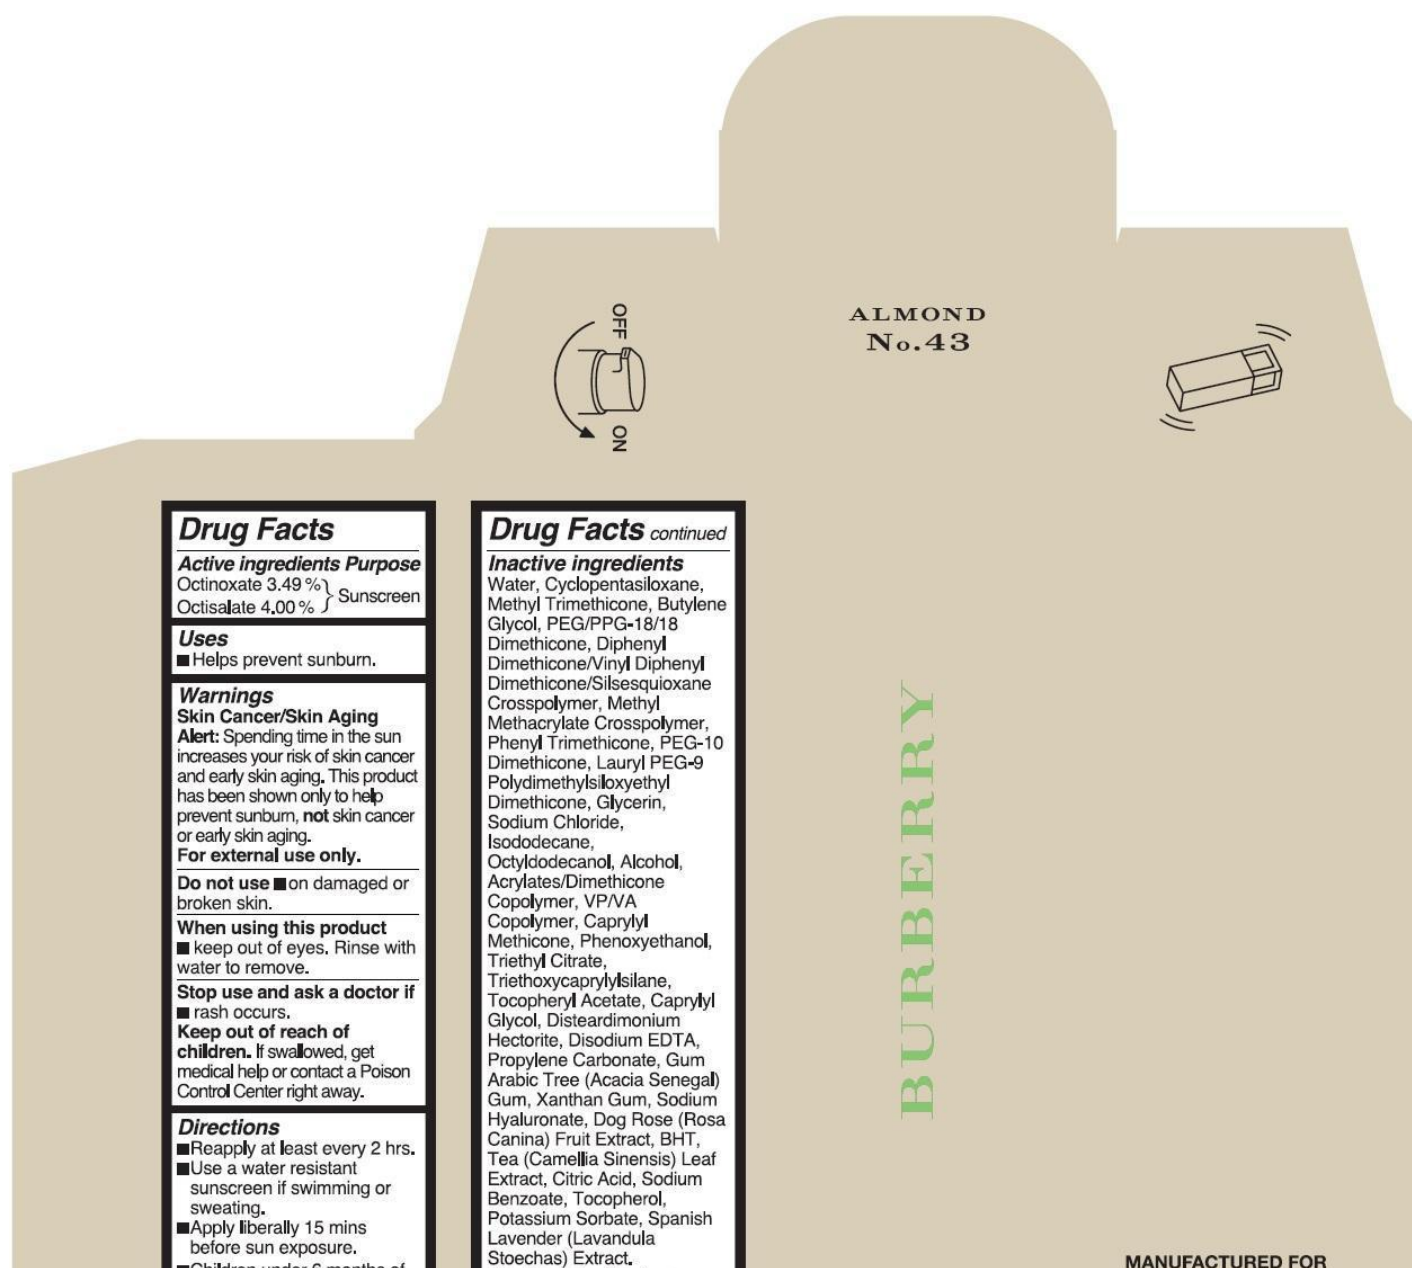 ALMOND
No.43
OFF
ON
Drug Facts
Active ingredients Purpose
Octinoxate 3.49 %
Octisalate 4.00 %
Sunscreen
Uses
■ Helps prevent sunburn.
Warnings
Skin Cancer/Skin Aging
Alert: Spending time in the sun
increases your risk of skin cancer
and early skin aging. This product
has been shown only to help
prevent sunburn, not skin cancer
or early skin aging.
For external use only.
Do not use ■ on damaged or
broken skin.
When using this product
■ keep out of eyes. Rinse with
water to remove.
Stop use and ask a doctor if
■ rash occurs.
Keep out of reach of
children. If swallowed, get
medical help or contact a Poison
Control Center right away.
Directions
■ Reapply at least every 2 hrs.
■ Use a water resistant
sunscreen if swimming or
sweating.
■ Apply liberally 15 mins
before sun exposure.
■ Children under 6 months of
Drug Facts continued
Inactive ingredients
Water, Cyclopentasiloxane,
Methyl Trimethicone, Butylene
Glycol, PEG/PPG-18/18
Dimethicone, Diphenyl
Dimethicone/Vinyl Diphenyl
Dimethicone/Silsesquioxane
Crosspolymer, Methyl
Methacrylate Crosspolymer,
Phenyl Trimethicone, PEG-10
Dimethicone, Lauryl PEG-9
Polydimethylsiloxyethyl
Dimethicone, Glycerin,
Sodium Chloride,
Isododecane,
Octyldodecanol, Alcohol,
Acrylates/Dimethicone
Copolymer, VP/VA
Copolymer, Caprylyl
Methicone, Phenoxyethanol,
Triethyl Citrate,
Triethoxycaprylylsilane,
Tocopheryl Acetate, Caprylyl
Glycol, Disteardimonium
Hectorite, Disodium EDTA,
Propylene Carbonate, Gum
Arabic Tree (Acacia Senegal)
Gum, Xanthan Gum, Sodium
Hyaluronate, Dog Rose (Rosa
Canina) Fruit Extract, BHT,
Tea (Camellia Sinensis) Leaf
Extract, Citric Acid, Sodium
Benzoate, Tocopherol,
Potassium Sorbate, Spanish
Lavender (Lavandula
Stoechas) Extract.
BURBERRY
MANUFACTURED FOR